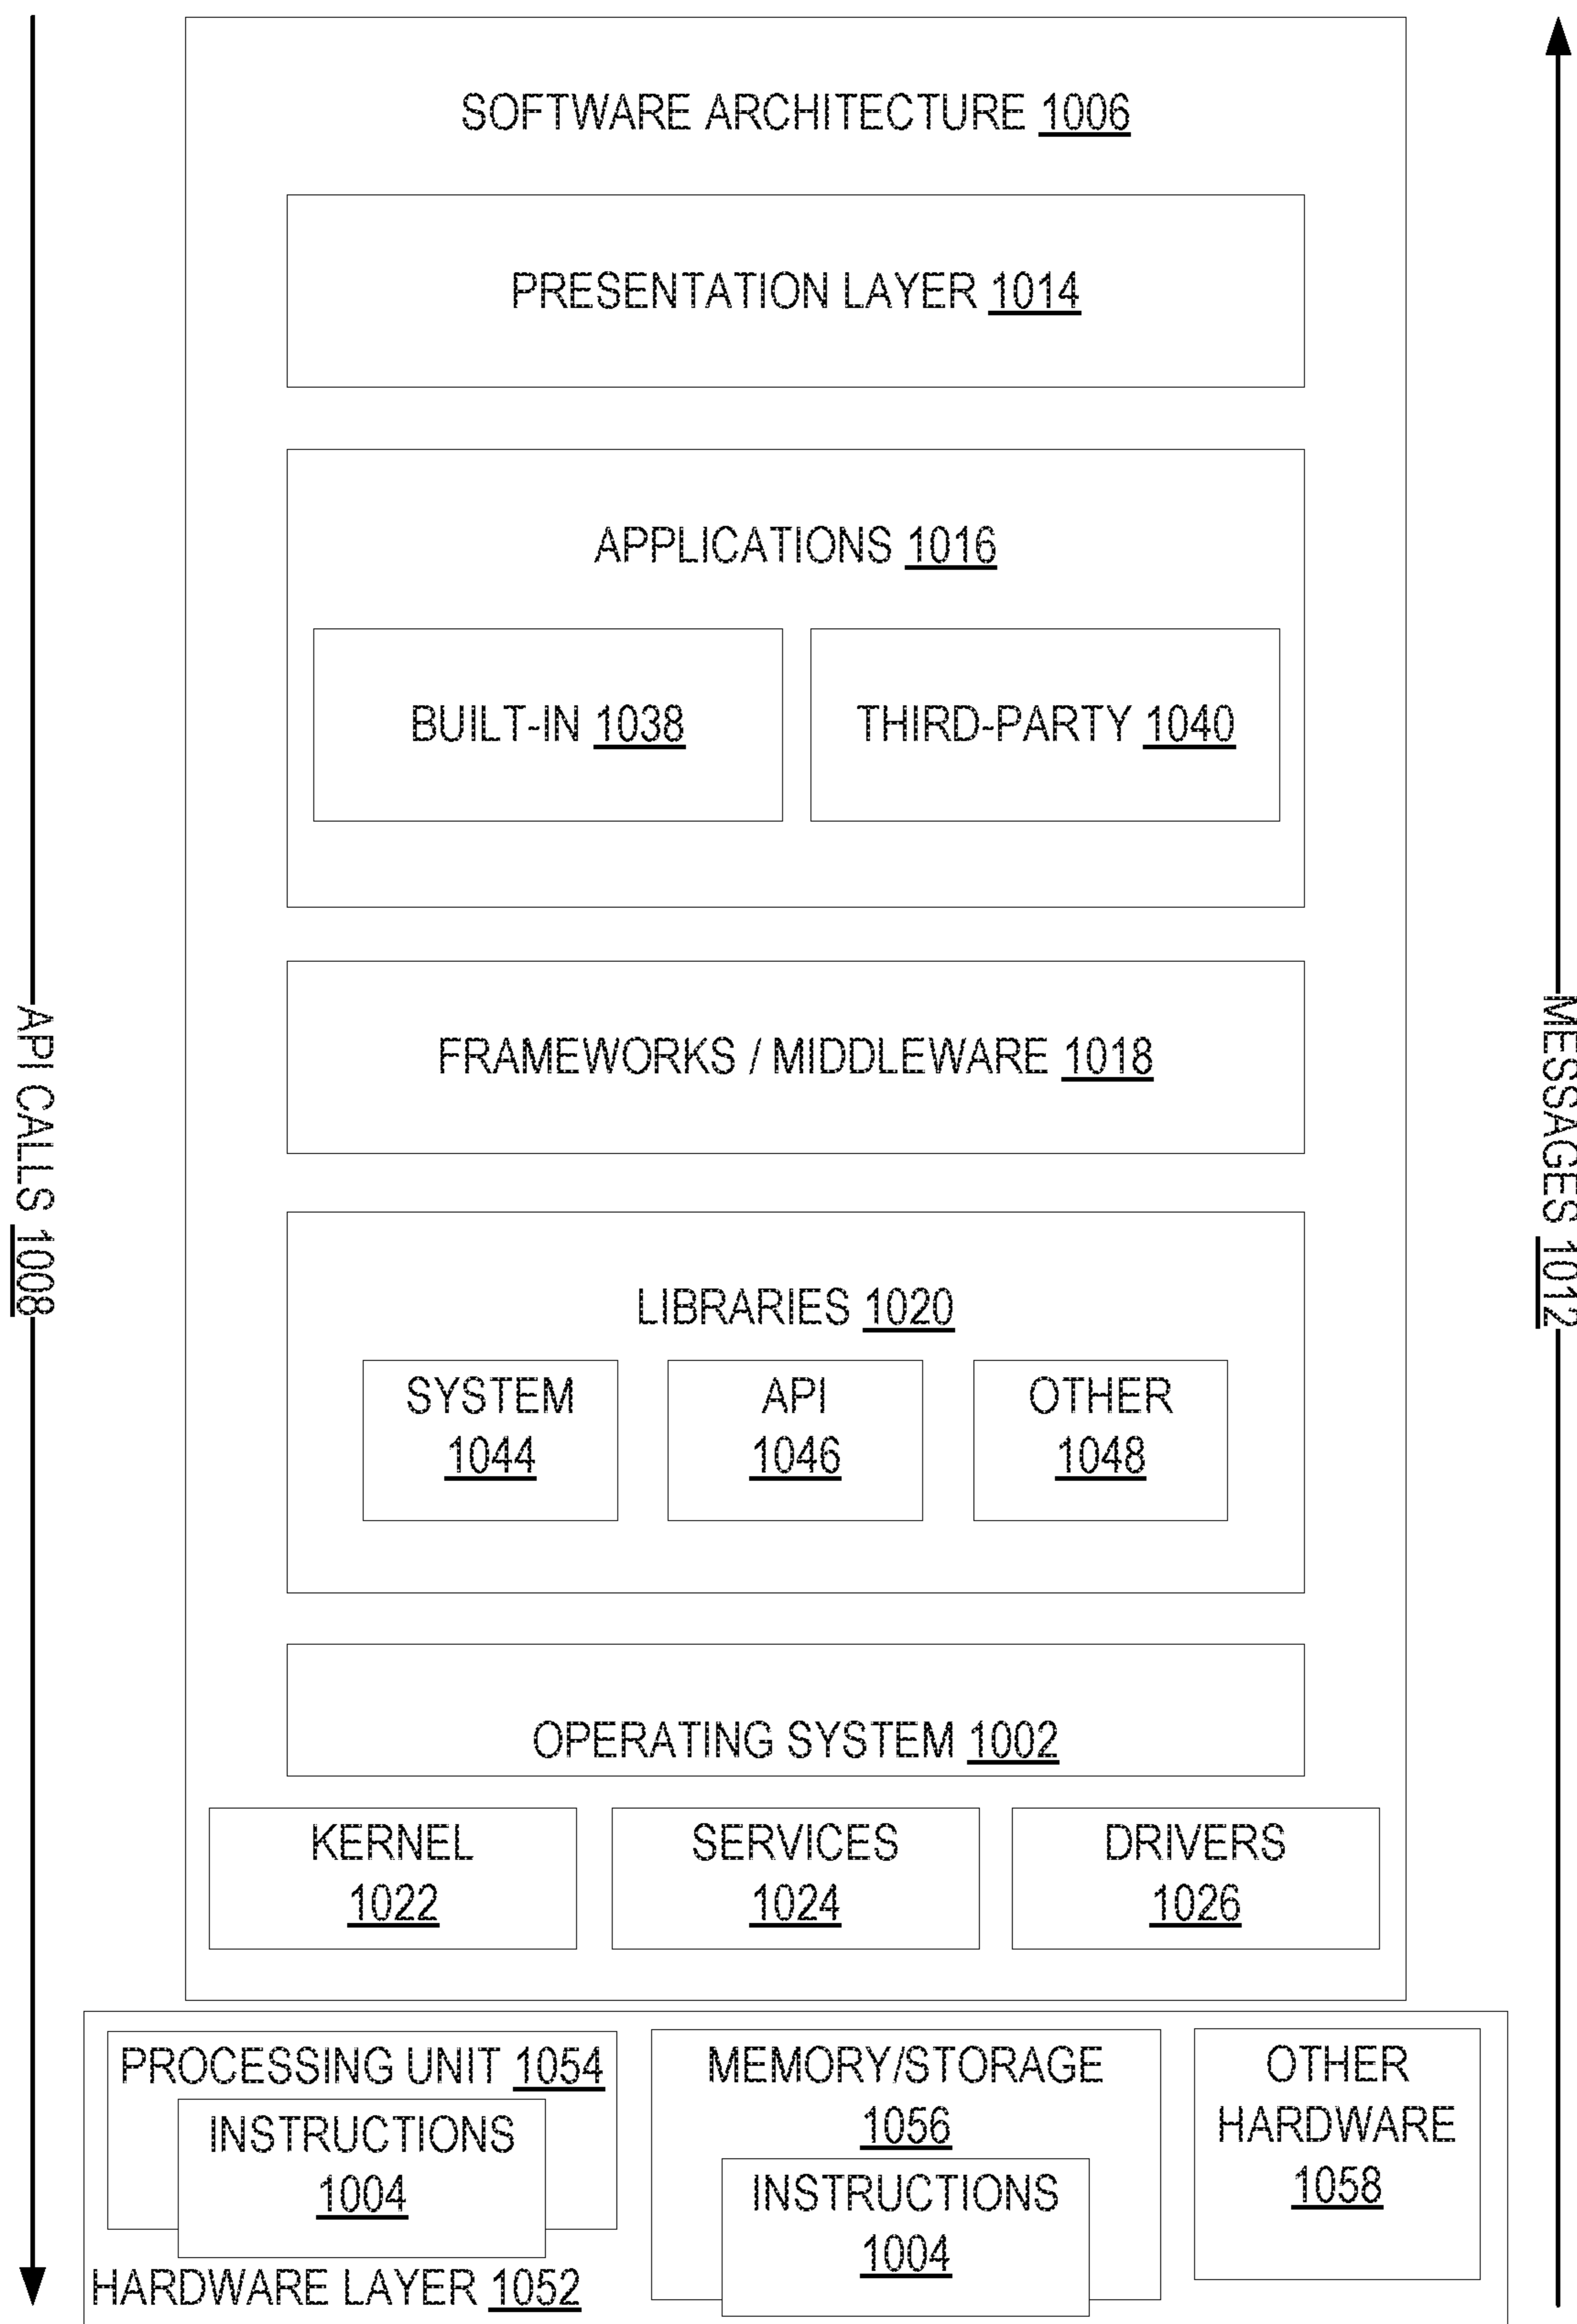 SOFTWARE ARCHITECTURE 1006
PRESENTATION LAYER 1014
APPLICATIONS 1016
BUILT-IN 1038
THIRD-PARTY 1040
FRAMEWORKS / MIDDLEWARE 1018
API CALLS 1008
MESSAGES 1012
LIBRARIES 1020
SYSTEM
1044
API
1046
OTHER
1048
OPERATING SYSTEM 1002
KERNEL
1022
SERVICES
1024
DRIVERS
1026
PROCESSING UNIT 1054
INSTRUCTIONS
1004
MEMORY/STORAGE
1056
INSTRUCTIONS
1004
OTHER
HARDWARE
1058
HARDWARE LAYER 1052